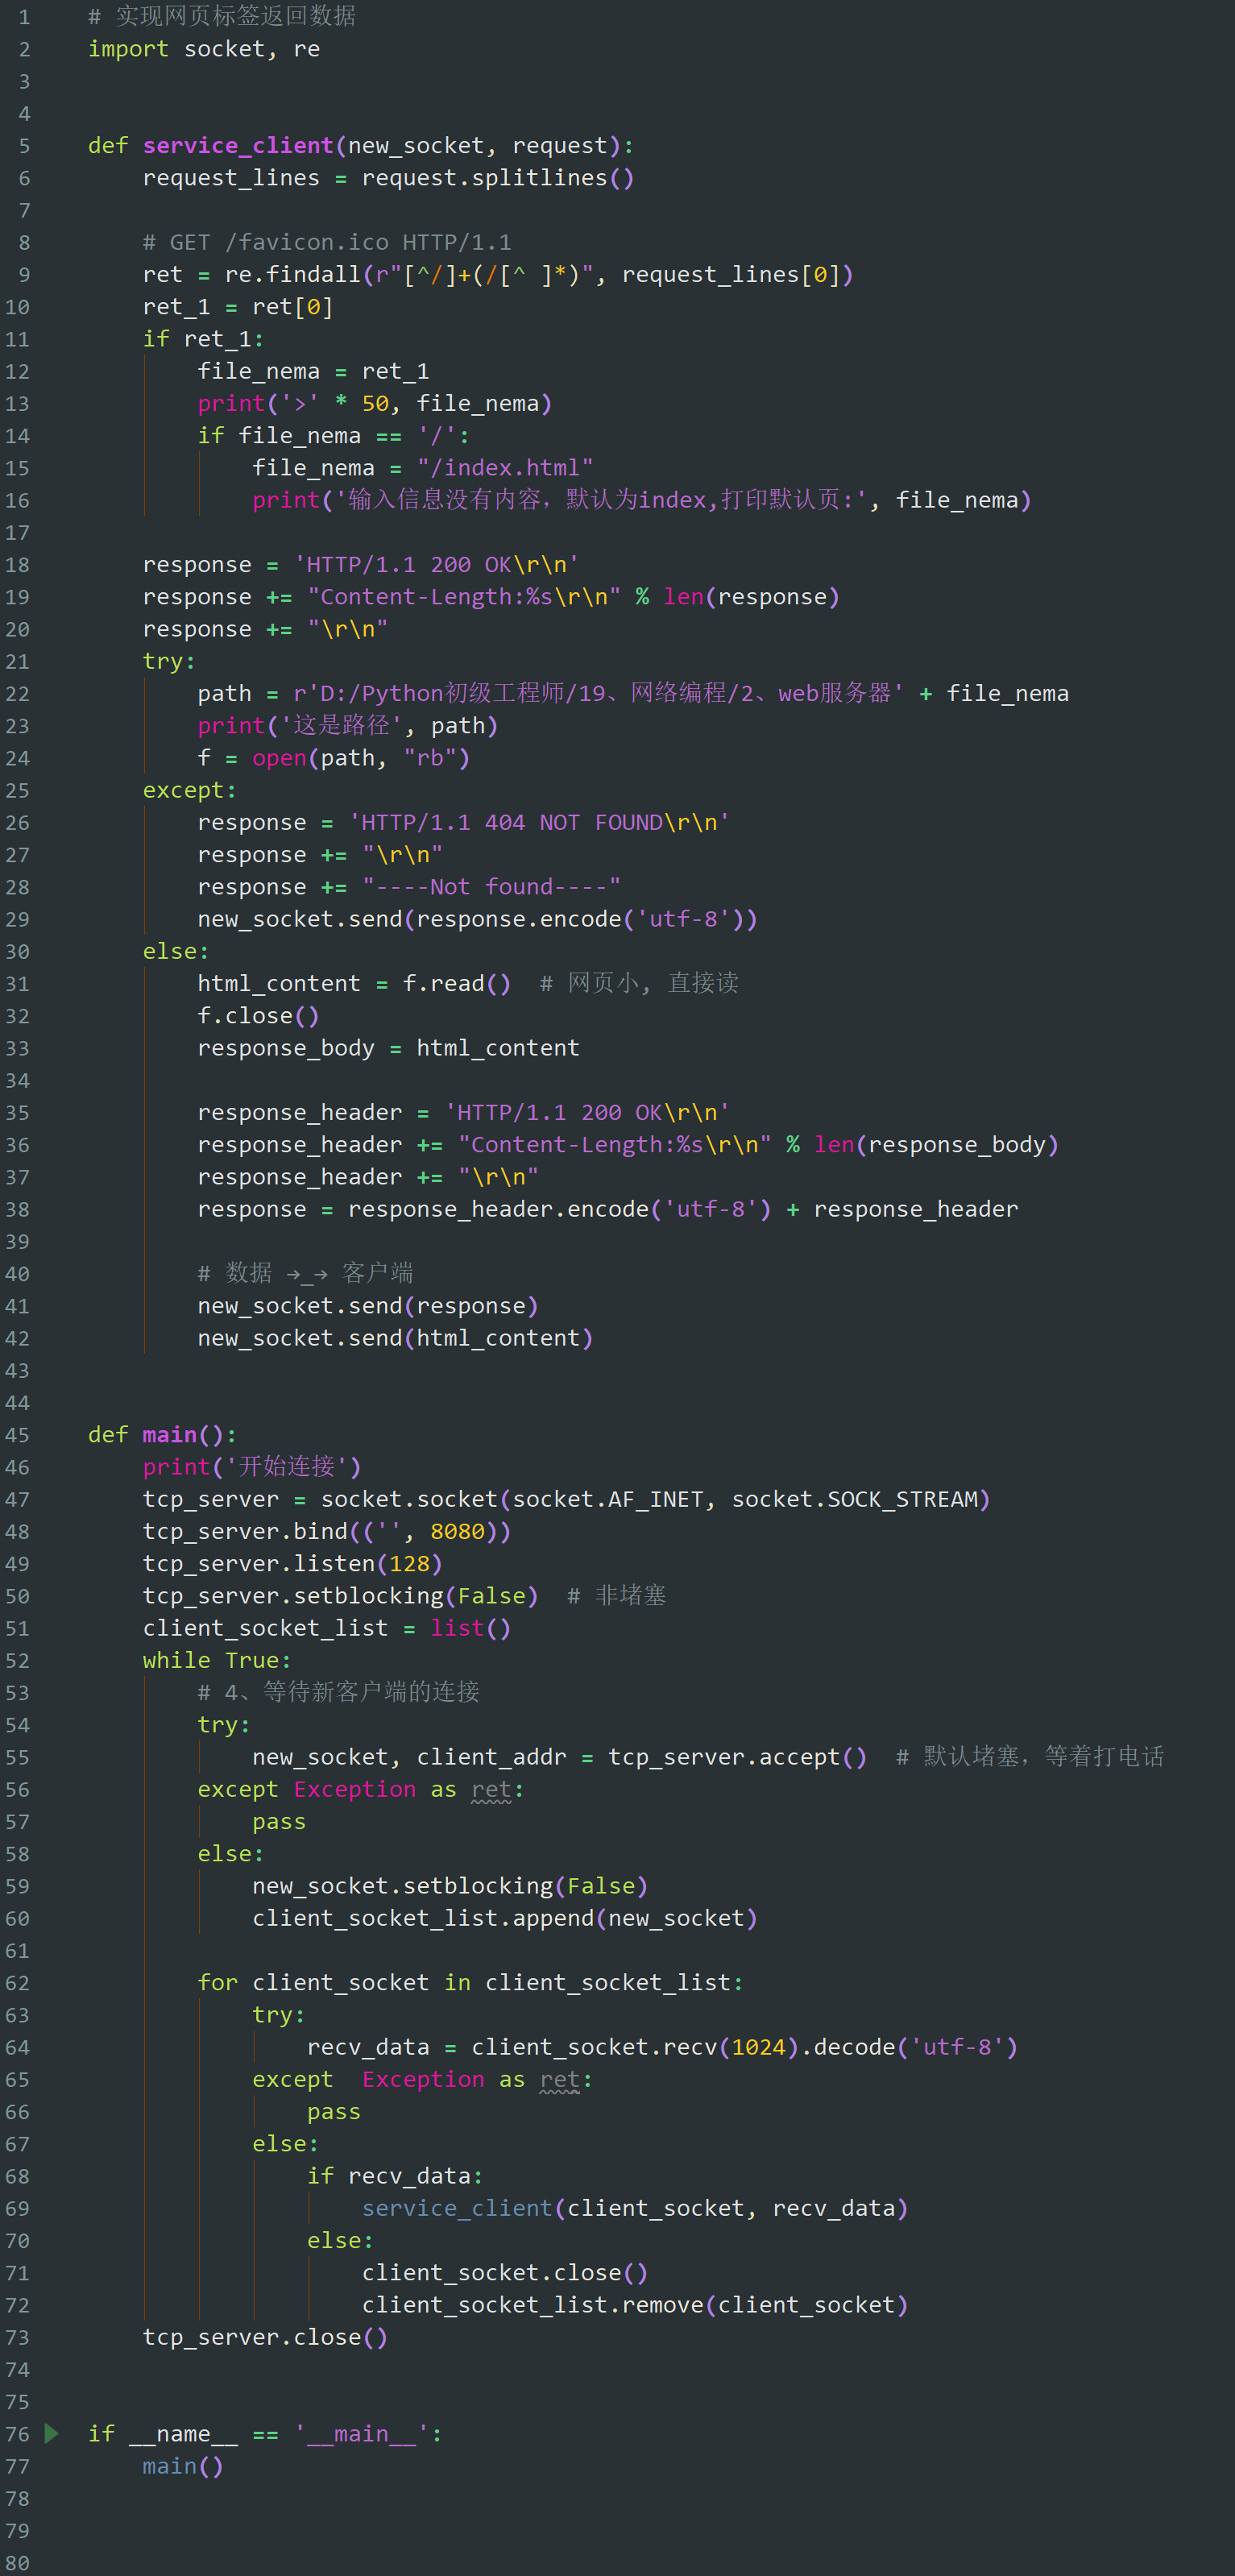 1 # 实现网页标签返回数据
2 import socket, re
3
4
5 def service_client(new_socket, request):
6     request_lines = request.splitlines()
7
8     # GET /favicon.ico HTTP/1.1
9     ret = re.findall(r"[^/]+(/[^ ]*)", request_lines[0])
10     ret_1 = ret[0]
11     if ret_1:
12         file_nema = ret_1
13         print('>' * 50, file_nema)
14         if file_nema == '/':
15             file_nema = "/index.html"
16             print('输入信息没有内容，默认为index,打印默认页:', file_nema)
17
18     response = 'HTTP/1.1 200 OK\r\n'
19     response += "Content-Length:%s\r\n" % len(response)
20     response += "\r\n"
21     try:
22         path = r'D:/Python初级工程师/19、网络编程/2、web服务器' + file_nema
23         print('这是路径', path)
24         f = open(path, "rb")
25     except:
26         response = 'HTTP/1.1 404 NOT FOUND\r\n'
27         response += "\r\n"
28         response += "----Not found----"
29         new_socket.send(response.encode('utf-8'))
30     else:
31         html_content = f.read()  # 网页小, 直接读
32         f.close()
33         response_body = html_content
34
35         response_header = 'HTTP/1.1 200 OK\r\n'
36         response_header += "Content-Length:%s\r\n" % len(response_body)
37         response_header += "\r\n"
38         response = response_header.encode('utf-8') + response_header
39
40         # 数据 →_→ 客户端
41         new_socket.send(response)
42         new_socket.send(html_content)
43
44
45 def main():
46     print('开始连接')
47     tcp_server = socket.socket(socket.AF_INET, socket.SOCK_STREAM)
48     tcp_server.bind(('', 8080))
49     tcp_server.listen(128)
50     tcp_server.setblocking(False)  # 非堵塞
51     client_socket_list = list()
52     while True:
53         # 4、等待新客户端的连接
54         try:
55             new_socket, client_addr = tcp_server.accept()  # 默认堵塞，等着打电话
56         except Exception as ret:
57             pass
58         else:
59             new_socket.setblocking(False)
60             client_socket_list.append(new_socket)
61
62         for client_socket in client_socket_list:
63             try:
64                 recv_data = client_socket.recv(1024).decode('utf-8')
65             except  Exception as ret:
66                 pass
67             else:
68                 if recv_data:
69                     service_client(client_socket, recv_data)
70                 else:
71                     client_socket.close()
72                     client_socket_list.remove(client_socket)
73     tcp_server.close()
74
75
76 if __name__ == '__main__':
77     main()
78
79
80